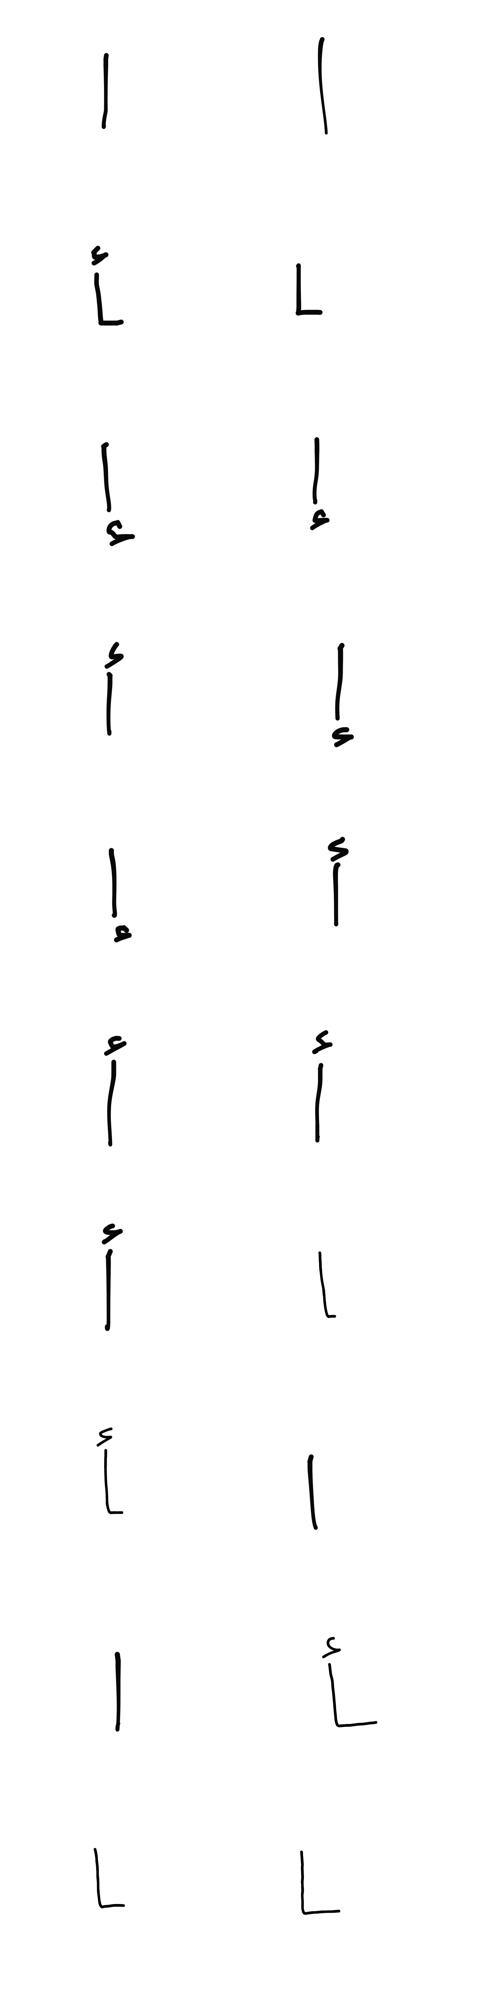 ا ا
ـا ـأ
إ إ
إ أ
أ إ
أ أ
ـا أ
ا ـأ
ـأ ا
ـا ـا